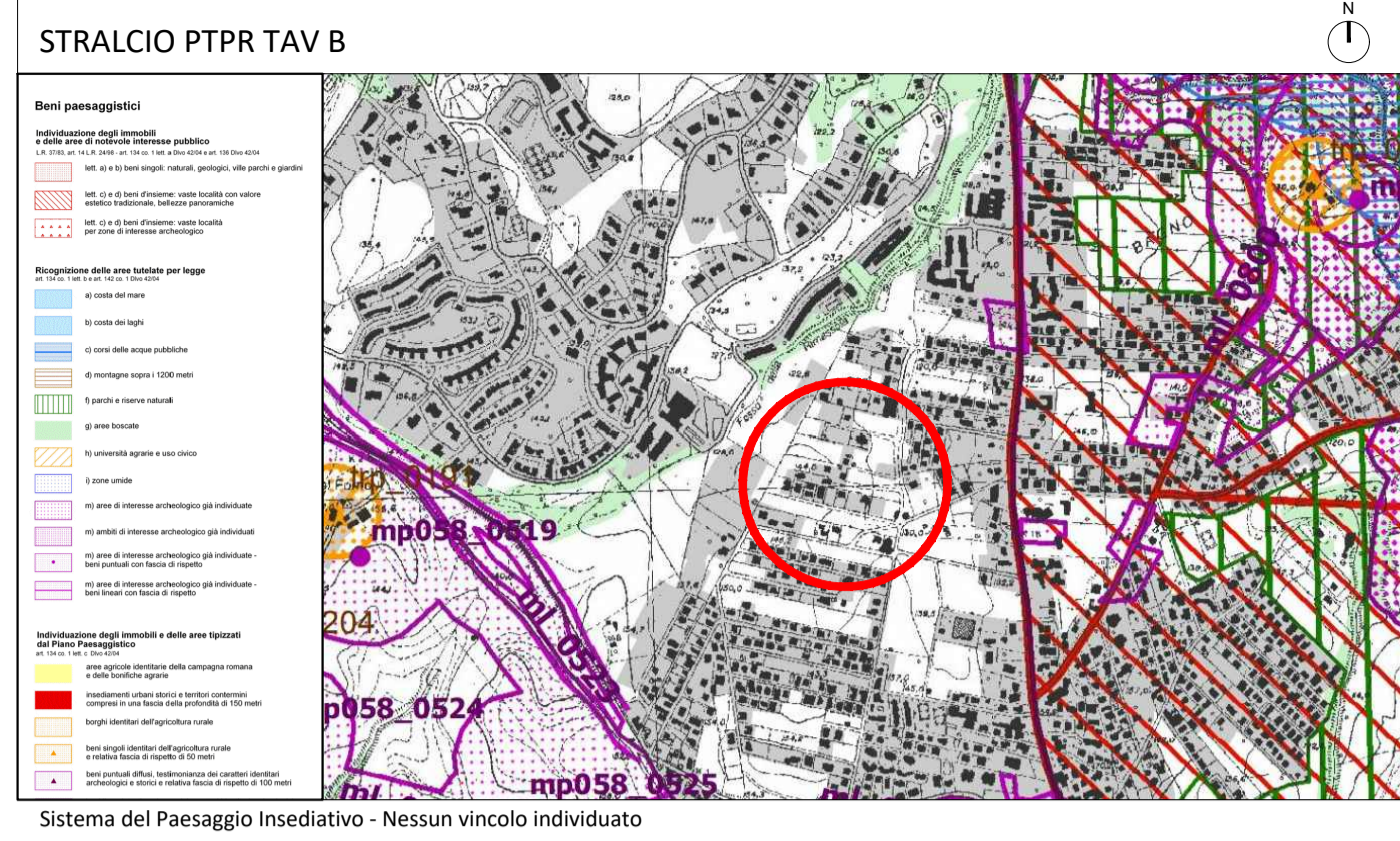 STRALCIO PTPR TAV B
N
Beni paesaggistici
Individuazione degli immobili
e delle aree di notevole interesse pubblico
L.R. 37/83, art. 14 L.R. 24/98 - art. 134 co. 1 lett. a Dlvo 42/04 e art. 136 Dlvo 42/04
lett. a) e b) beni singoli: naturali, geologici, ville parchi e giardini
lett. c) e d) beni d'insieme: vaste località con valore
estetico tradizionale, bellezze panoramiche
lett. c) e d) beni d'insieme: vaste località
per zone di interesse archeologico
Ricognizione delle aree tutelate per legge
art. 134 co. 1 lett. b e art. 142 co. 1 Dlvo 42/04
a) costa del mare
b) costa dei laghi
c) corsi delle acque pubbliche
d) montagne sopra i 1200 metri
f) parchi e riserve naturali
g) aree boscate
h) università agrarie e uso civico
i) zone umide
m) aree di interesse archeologico già individuate
m) ambiti di interesse archeologico già individuati
m) aree di interesse archeologico già individuate -
beni puntuali con fascia di rispetto
m) aree di interesse archeologico già individuate -
beni lineari con fascia di rispetto
Individuazione degli immobili e delle aree tipizzati
dal Piano Paesaggistico
art. 134 co. 1 lett. c Dlvo 42/04
aree agricole identitarie della campagna romana
e delle bonifiche agrarie
insediamenti urbani storici e territori contermini
compresi in una fascia della profondità di 150 metri
borghi identitari dell'agricoltura rurale
beni singoli identitari dell'agricoltura rurale
e relativa fascia di rispetto di 50 metri
beni puntuali diffusi, testimonianza dei caratteri identitari
archeologici e storici e relativa fascia di rispetto di 100 metri
BAGNO
Fosso
mp058_0519
ml_0523
204
p058_0524
mp058_0525
Sistema del Paesaggio Insediativo - Nessun vincolo individuato